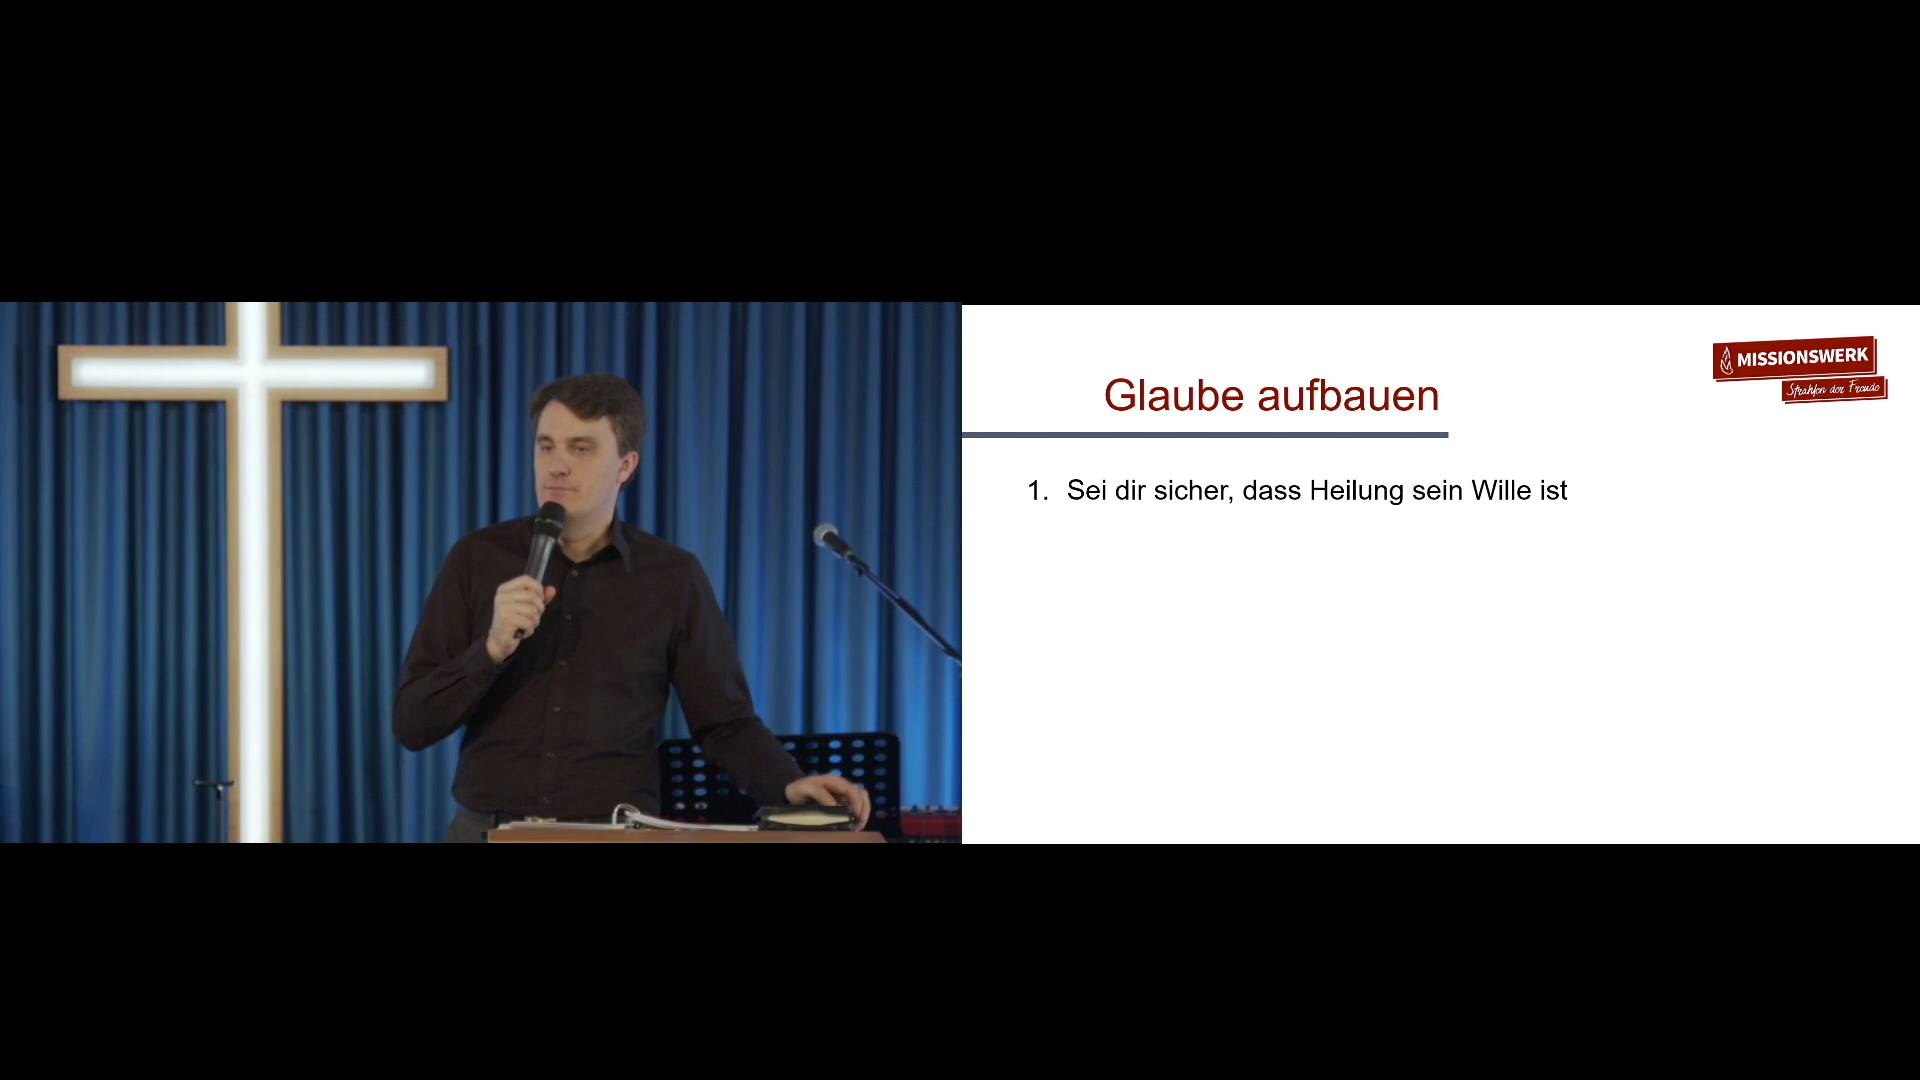 Glaube aufbauen
MISSIONSWERK
Strahlen der Freude
1. Sei dir sicher, dass Heilung sein Wille ist